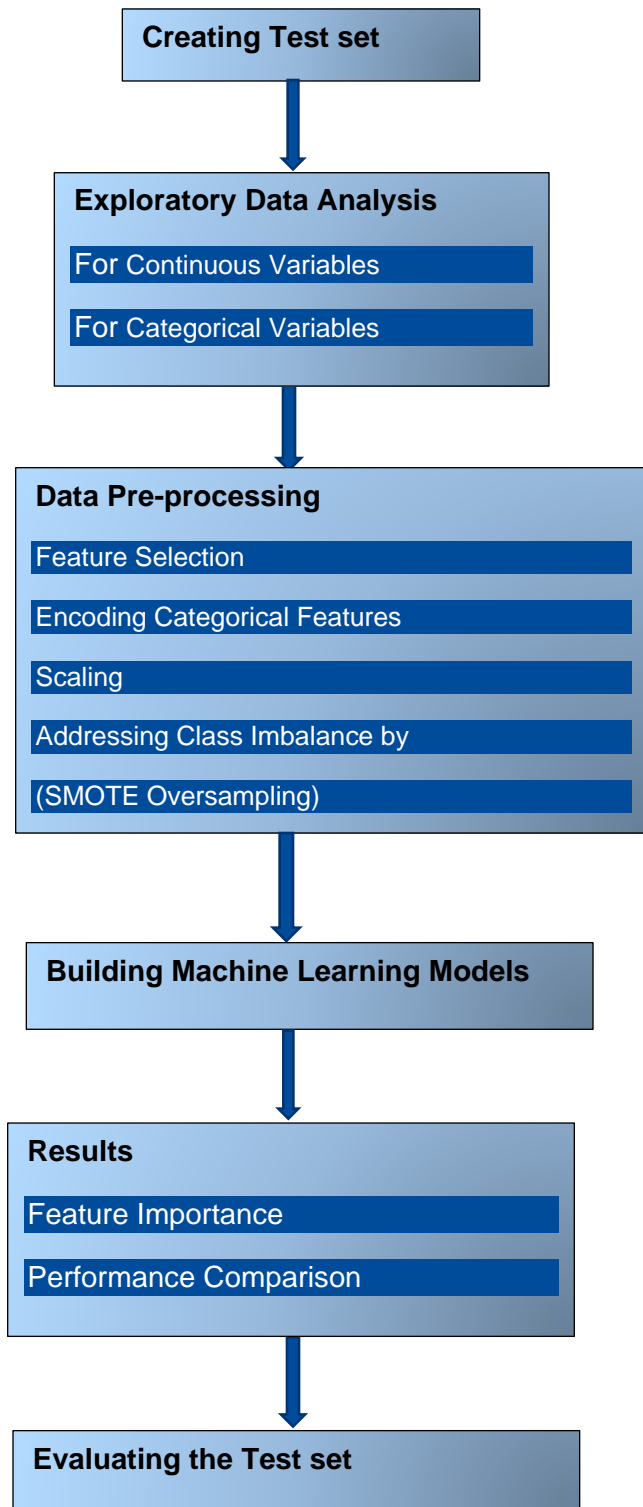 Creating Test set
Exploratory Data Analysis
For Continuous Variables
For Categorical Variables
Data Pre-processing
Feature Selection
Encoding Categorical Features
Scaling
Addressing Class Imbalance by
(SMOTE Oversampling)
Building Machine Learning Models
Results
Feature Importance
Performance Comparison
Evaluating the Test set